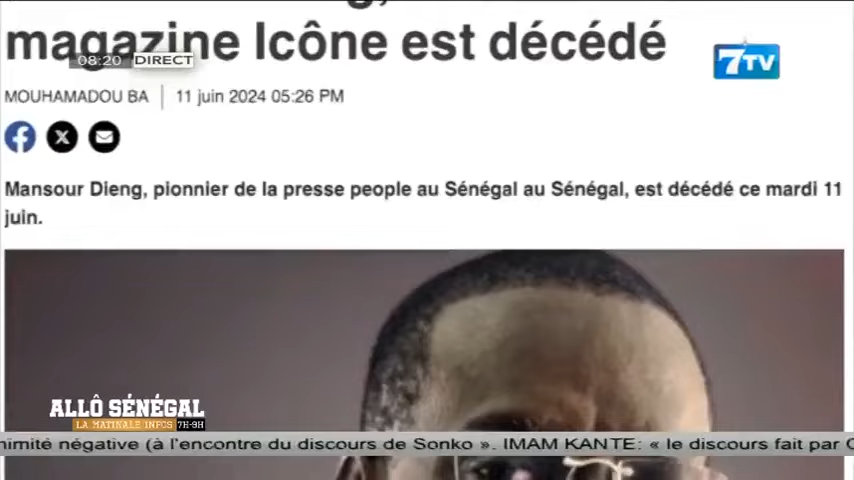 magazine Icône est décédé
08:20 DIRECT
7TV
MOUHAMADOU BA | 11 juin 2024 05:26 PM
Mansour Dieng, pionnier de la presse people au Sénégal au Sénégal, est décédé ce mardi 11
juin.
ALLÔ SÉNÉGAL
LA MATINALE INFOS 7H-9H
nimité négative (à l'encontre du discours de Sonko ». IMAM KANTE: « le discours fait par